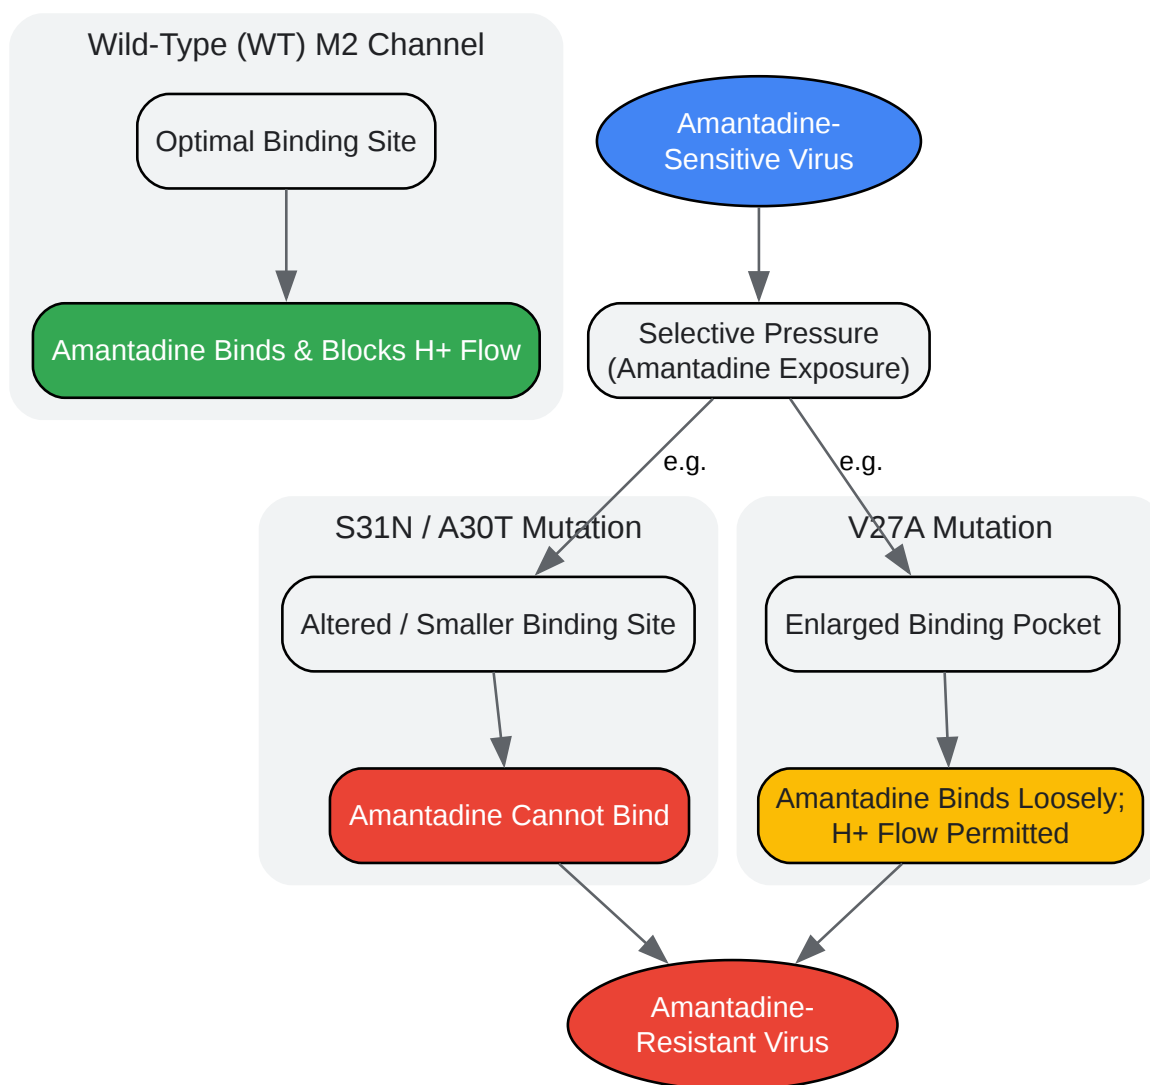 Wild-Type (WT) M2 Channel
Optimal Binding Site
Amantadine Binds & Blocks H+ Flow
Amantadine-
Sensitive Virus
Selective Pressure
(Amantadine Exposure)
e.g.
e.g.
S31N / A30T Mutation
Altered / Smaller Binding Site
Amantadine Cannot Bind
V27A Mutation
Enlarged Binding Pocket
Amantadine Binds Loosely;
H+ Flow Permitted
Amantadine-
Resistant Virus